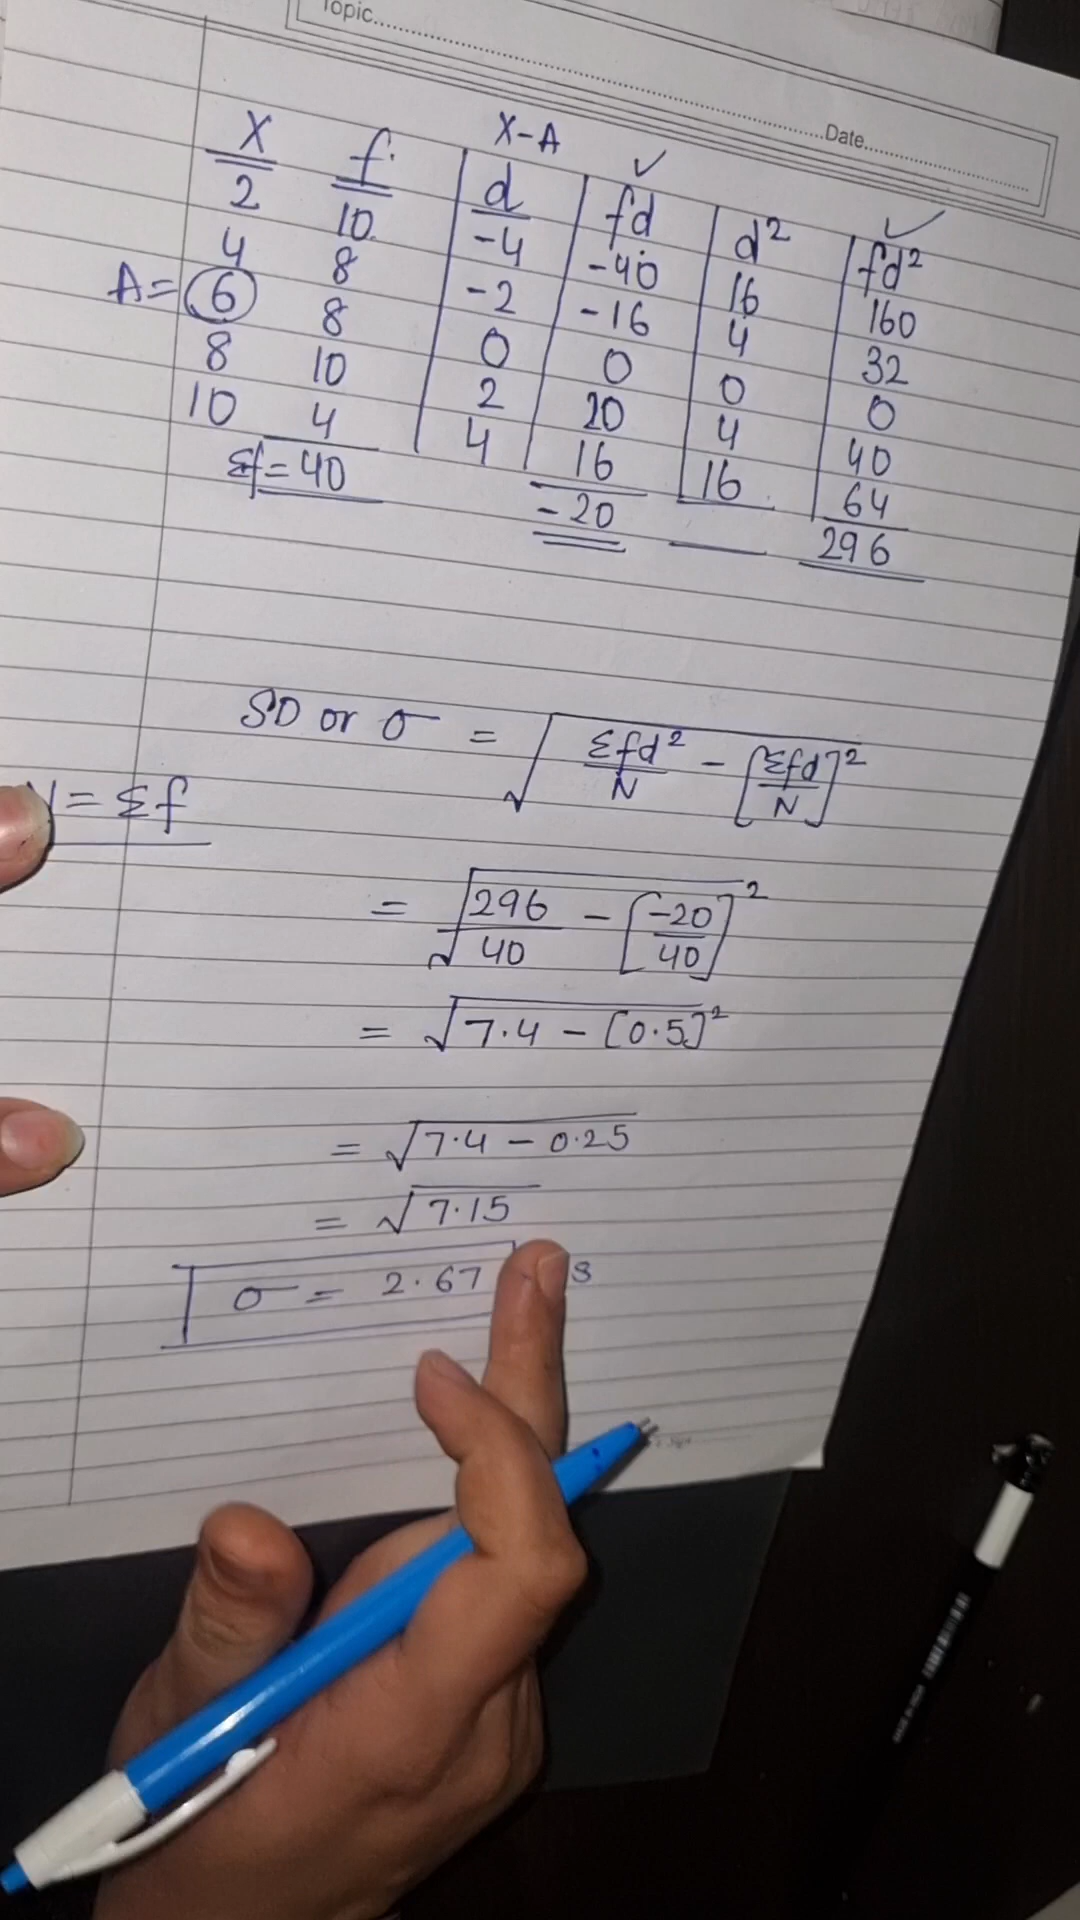 Topic..........
Date..........
X-A
X f d fd d² fd²
2 10 -4 -40 16 160
4 8 -2 -16 4 32
A= 6 8 0 0 0 0
8 10 2 20 4 40
10 4 4 16 16 64
Σf = 40 -20 296
SD or σ = √ Σfd²/N - [Σfd/N]²
= Σf
= √ 296/40 - [-20/40]²
= √7.4 - [0.5]²
= √7.4 - 0.25
= √7.15
σ = 2.67